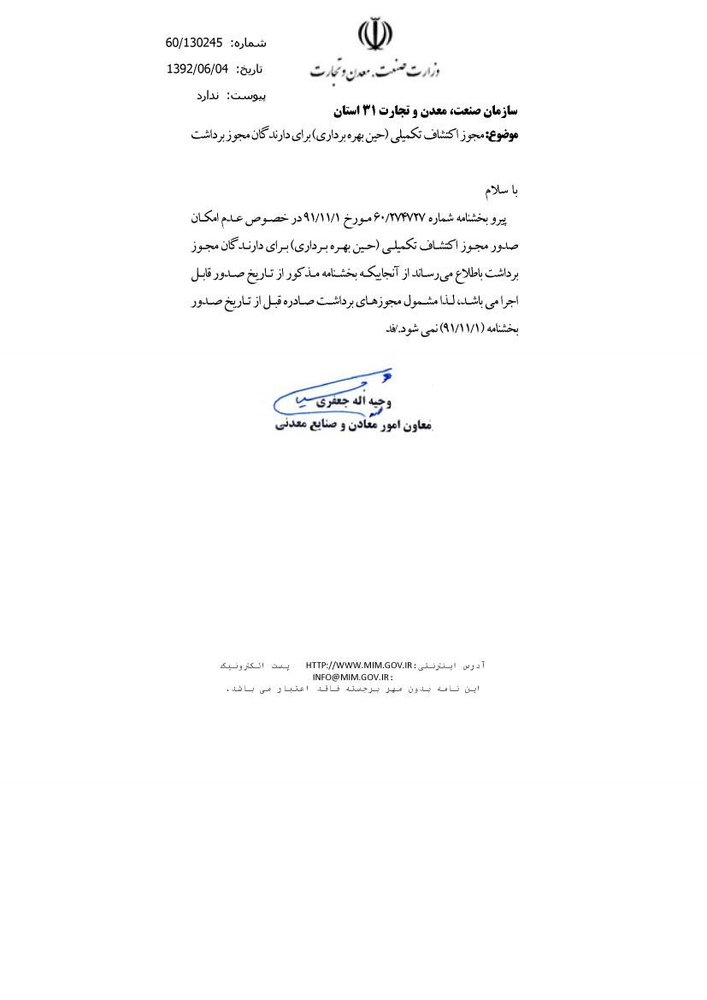 شماره: 60/130245
تاریخ: 1392/06/04
پیوست: ندارد
وزارت صنعت، معدن و تجارت
سازمان صنعت، معدن و تجارت ۳۱ استان
موضوع: مجوز اکتشاف تکمیلی (حین بهره برداری) برای دارندگان مجوز برداشت
با سلام
پیرو بخشنامه شماره ۶۰/۲۷۴۷۲۷ مورخ ۹۱/۱۱/۱ در خصوص عدم امکان
صدور مجوز اکتشاف تکمیلی (حین بهره برداری) برای دارندگان مجوز
برداشت باطلاع می‌رساند از آنجاییکه بخشنامه مذکور از تاریخ صدور قابل
اجرا می باشد، لذا مشمول مجوزهای برداشت صادره قبل از تاریخ صدور
بخشنامه (۹۱/۱۱/۱) نمی شود./فد
وجیه اله جعفری
معاون امور معادن و صنایع معدنی
آدرس اینترنتی: HTTP://WWW.MIM.GOV.IR پست الکترونیک
INFO@MIM.GOV.IR:
این نامه بدون مهر برجسته فاقد اعتبار می باشد.